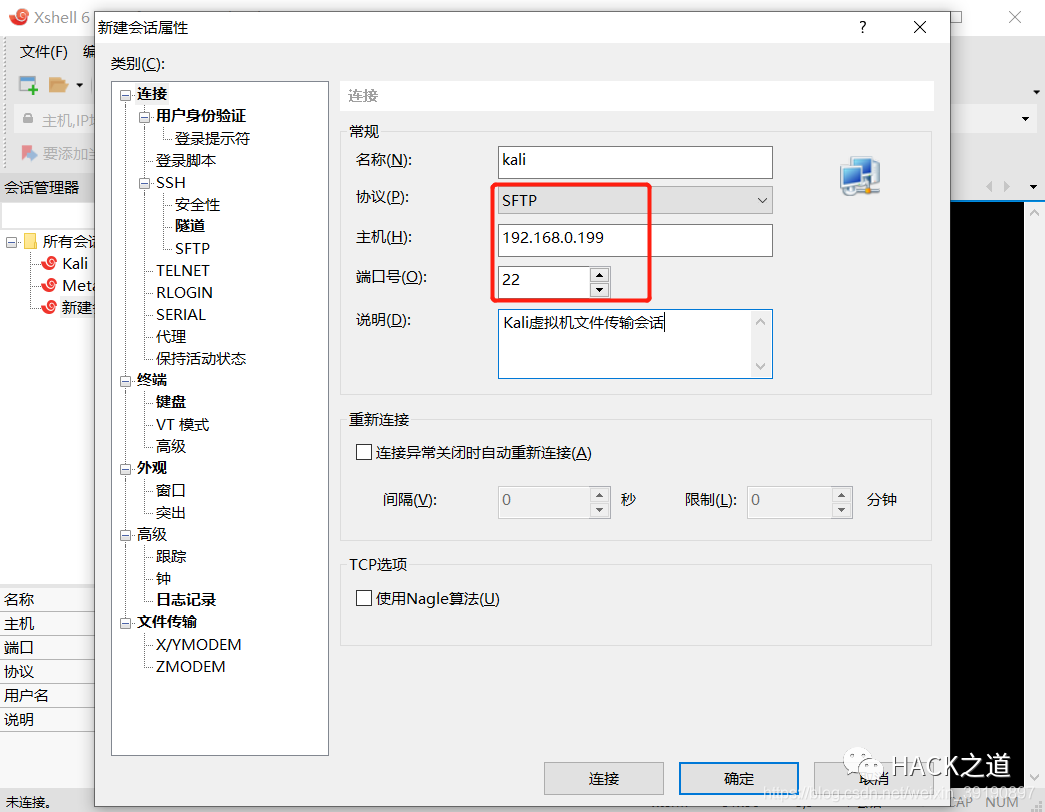 Xshell 6
新建会话属性
?
文件(F)
类别(C):
主机,IP
要添加
会话管理器
所有会
Kali
Meta
新建
连接
用户身份验证
登录提示符
登录脚本
SSH
安全性
隧道
SFTP
TELNET
RLOGIN
SERIAL
代理
保持活动状态
终端
键盘
VT 模式
高级
外观
窗口
突出
高级
跟踪
钟
日志记录
文件传输
X/YMODEM
ZMODEM
连接
常规
名称(N): kali
协议(P): SFTP
主机(H): 192.168.0.199
端口号(O): 22
说明(D): Kali虚拟机文件传输会话
重新连接
连接异常关闭时自动重新连接(A)
间隔(V): 0 秒 限制(L): 0 分钟
TCP选项
使用Nagle算法(U)
名称
主机
端口
协议
用户名
说明
连接 确定 取消
HACK之道
https://blog.csdn.net/weixin_39190897
未连接。
CAP NUM